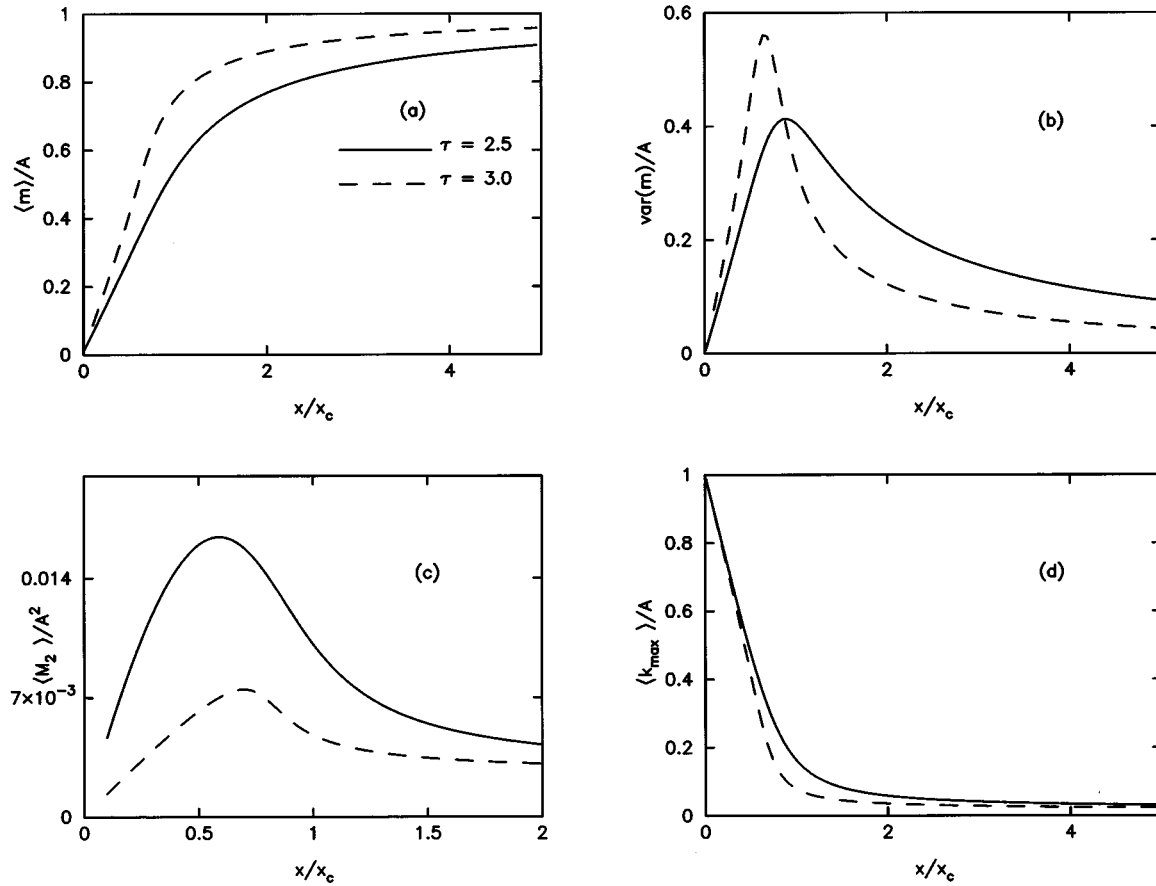 1
0.8
0.6
0.4
0.2
0
⟨m⟩/A
(a)
τ = 2.5
τ = 3.0
0
2
4
x/x_c
0.6
0.4
0.2
0
var(m)/A
(b)
0
2
4
x/x_c
0.014
7×10⁻³
0
⟨M₂ ⟩/A²
(c)
0
0.5
1
1.5
2
x/x_c
1
0.8
0.6
0.4
0.2
0
⟨k_max ⟩/A
(d)
0
2
4
x/x_c